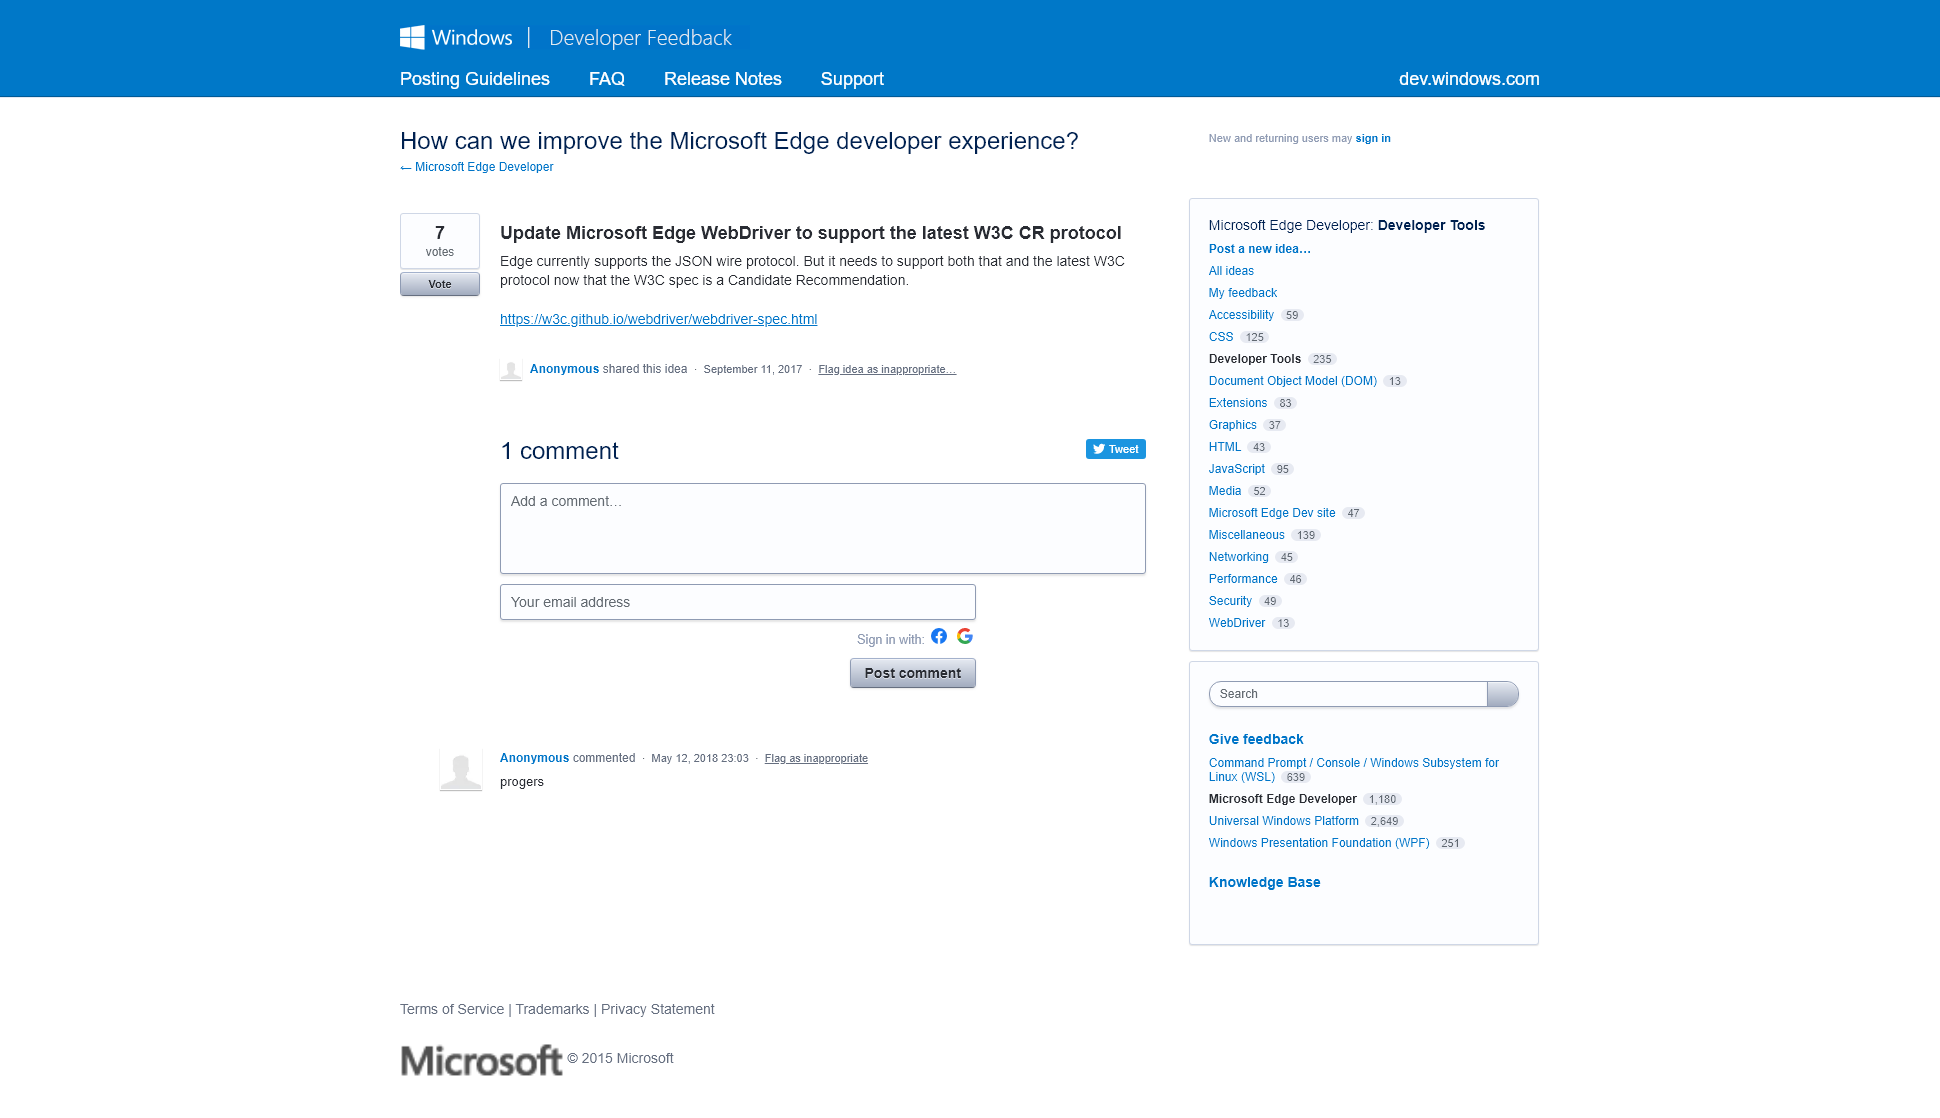 Windows | Developer Feedback
Posting Guidelines FAQ Release Notes Support dev.windows.com
How can we improve the Microsoft Edge developer experience?
← Microsoft Edge Developer
New and returning users may sign in
7
votes
Vote
Update Microsoft Edge WebDriver to support the latest W3C CR protocol
Edge currently supports the JSON wire protocol. But it needs to support both that and the latest W3C
protocol now that the W3C spec is a Candidate Recommendation.
https://w3c.github.io/webdriver/webdriver-spec.html
Anonymous shared this idea · September 11, 2017 · Flag idea as inappropriate…
1 comment
Tweet
Add a comment…
Your email address
Sign in with:
Post comment
Anonymous commented · May 12, 2018 23:03 · Flag as inappropriate
progers
Microsoft Edge Developer: Developer Tools
Post a new idea…
All ideas
My feedback
Accessibility 59
CSS 125
Developer Tools 235
Document Object Model (DOM) 13
Extensions 83
Graphics 37
HTML 43
JavaScript 95
Media 52
Microsoft Edge Dev site 47
Miscellaneous 139
Networking 45
Performance 46
Security 49
WebDriver 13
Search
Give feedback
Command Prompt / Console / Windows Subsystem for
Linux (WSL) 639
Microsoft Edge Developer 1,180
Universal Windows Platform 2,649
Windows Presentation Foundation (WPF) 251
Knowledge Base
Terms of Service | Trademarks | Privacy Statement
Microsoft © 2015 Microsoft